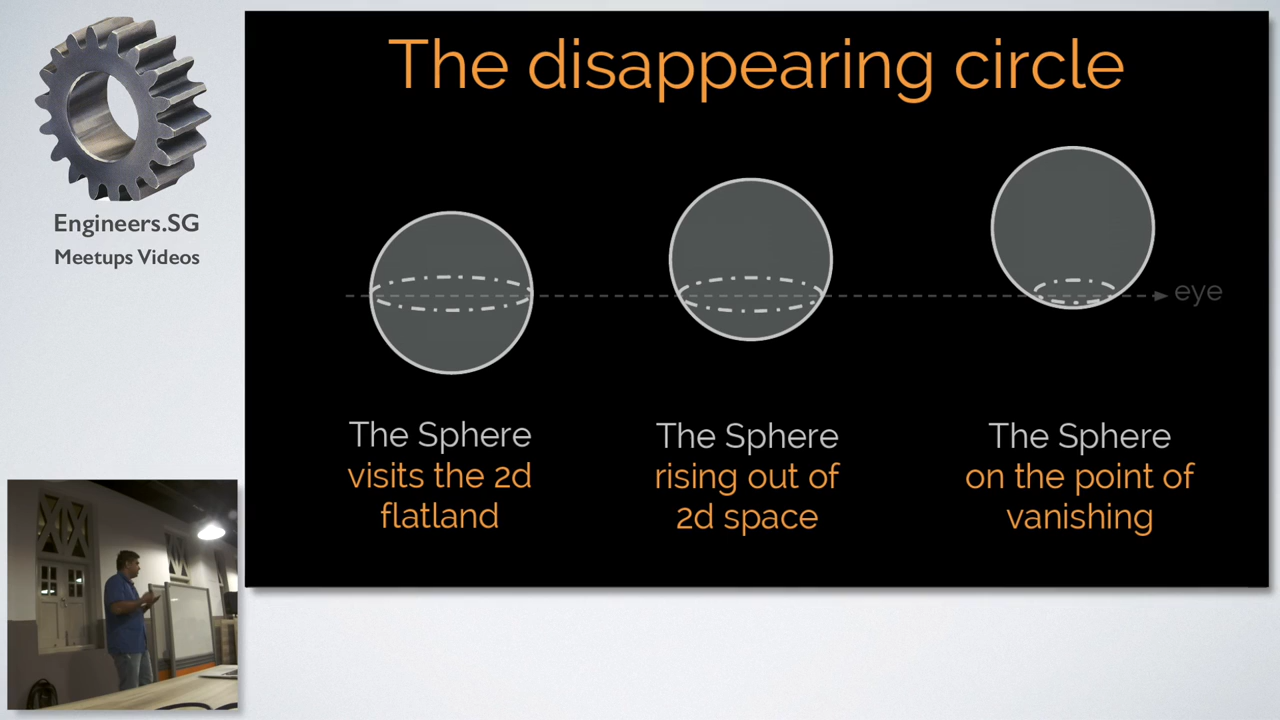 The disappearing circle
Engineers.SG
Meetups Videos
eye
The Sphere
visits the 2d
flatland
The Sphere
rising out of
2d space
The Sphere
on the point of
vanishing